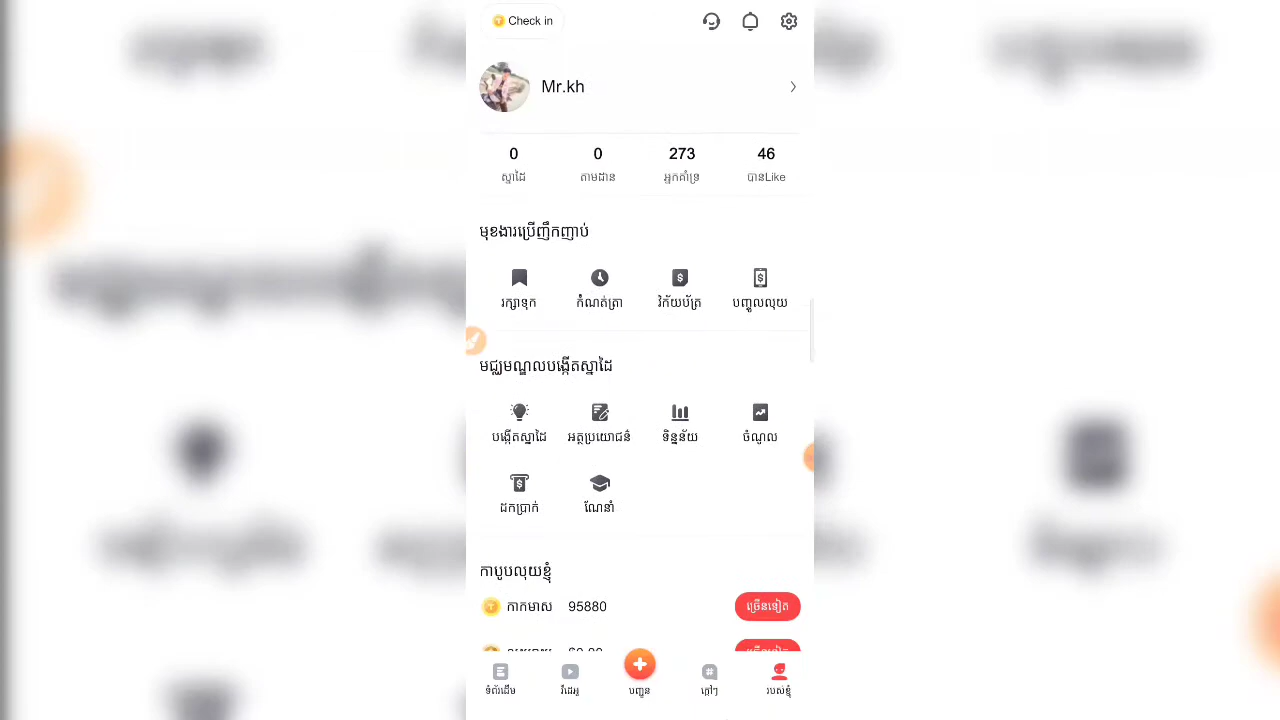 Check in
Mr.kh
0 0 273 46
ស្នាដៃ តាមដាន អ្នកគាំទ្រ បានLike
មុខងារប្រើញឹកញាប់
រក្សាទុក កំណត់ត្រា វិក័យប័ត្រ បញ្ចូលលុយ
មជ្ឈមណ្ឌលបង្កើតស្នាដៃ
បង្កើតស្នាដៃ អត្ថប្រយោជន៍ ទិន្នន័យ ចំណូល
ដកប្រាក់ ណែនាំ
កាបូបលុយខ្ញុំ
កាកមាស 95880 ច្រើនទៀត
ទំព័រដើម វីដេអូ បញ្ជូន ក្តៅៗ របស់ខ្ញុំ